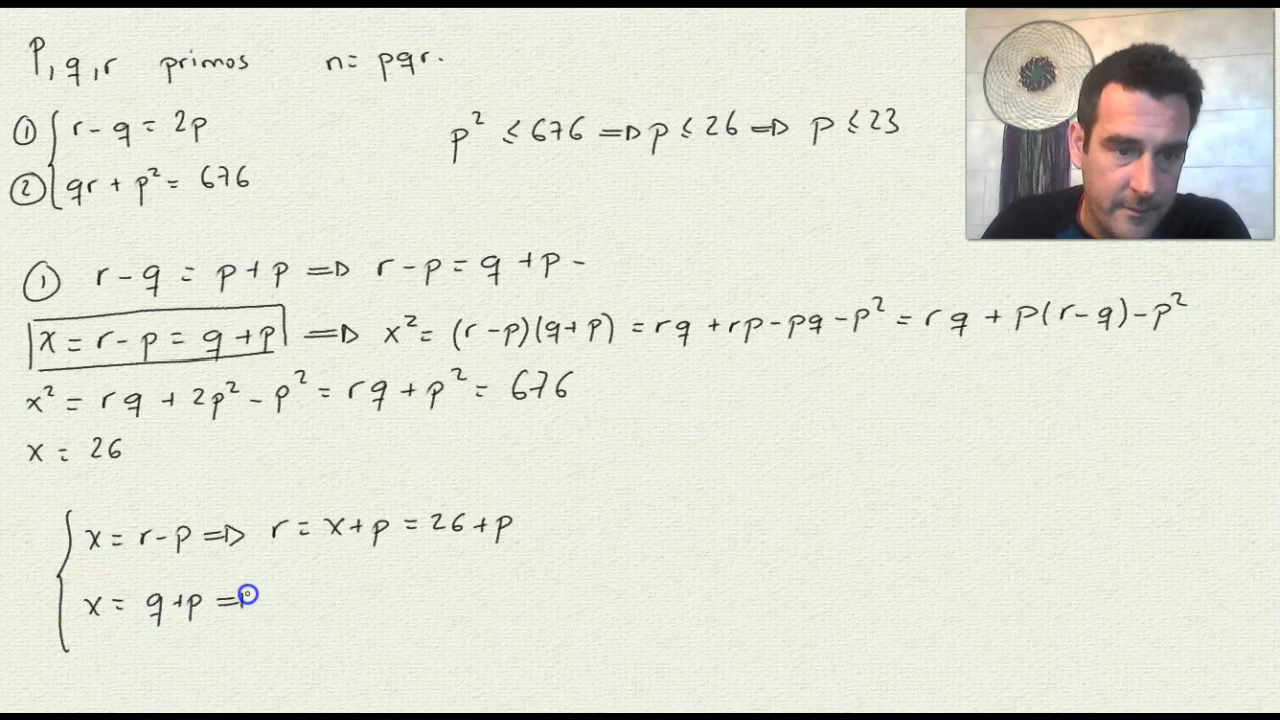 p, q, r primos n = pqr.
① r - q = 2p
p² ≤ 676 ⇒ p ≤ 26 ⇒ p ≤ 23
② qr + p² = 676
① r - q = p + p ⇒ r - p = q + p -
x = r - p = q + p ⇒ x² = (r - p)(q + p) = rq + rp - pq - p² = rq + p(r - q) - p²
x² = rq + 2p² - p² = rq + p² = 676
x = 26
x = r - p ⇒ r = x + p = 26 + p
x = q + p ⇒